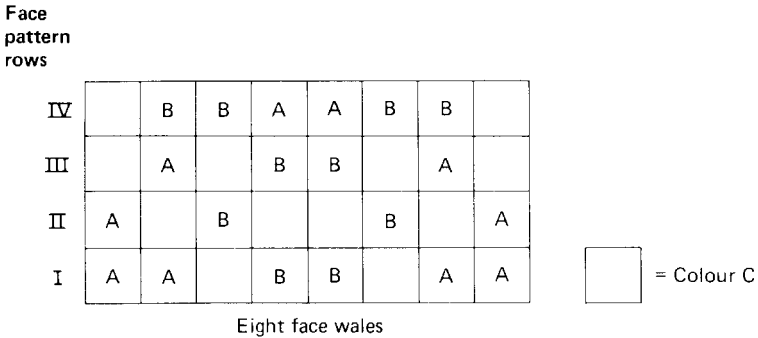 Face
pattern
rows
IV B B A A B B
III A B B A
II A B B A
I A A B B A A
= Colour C
Eight face wales